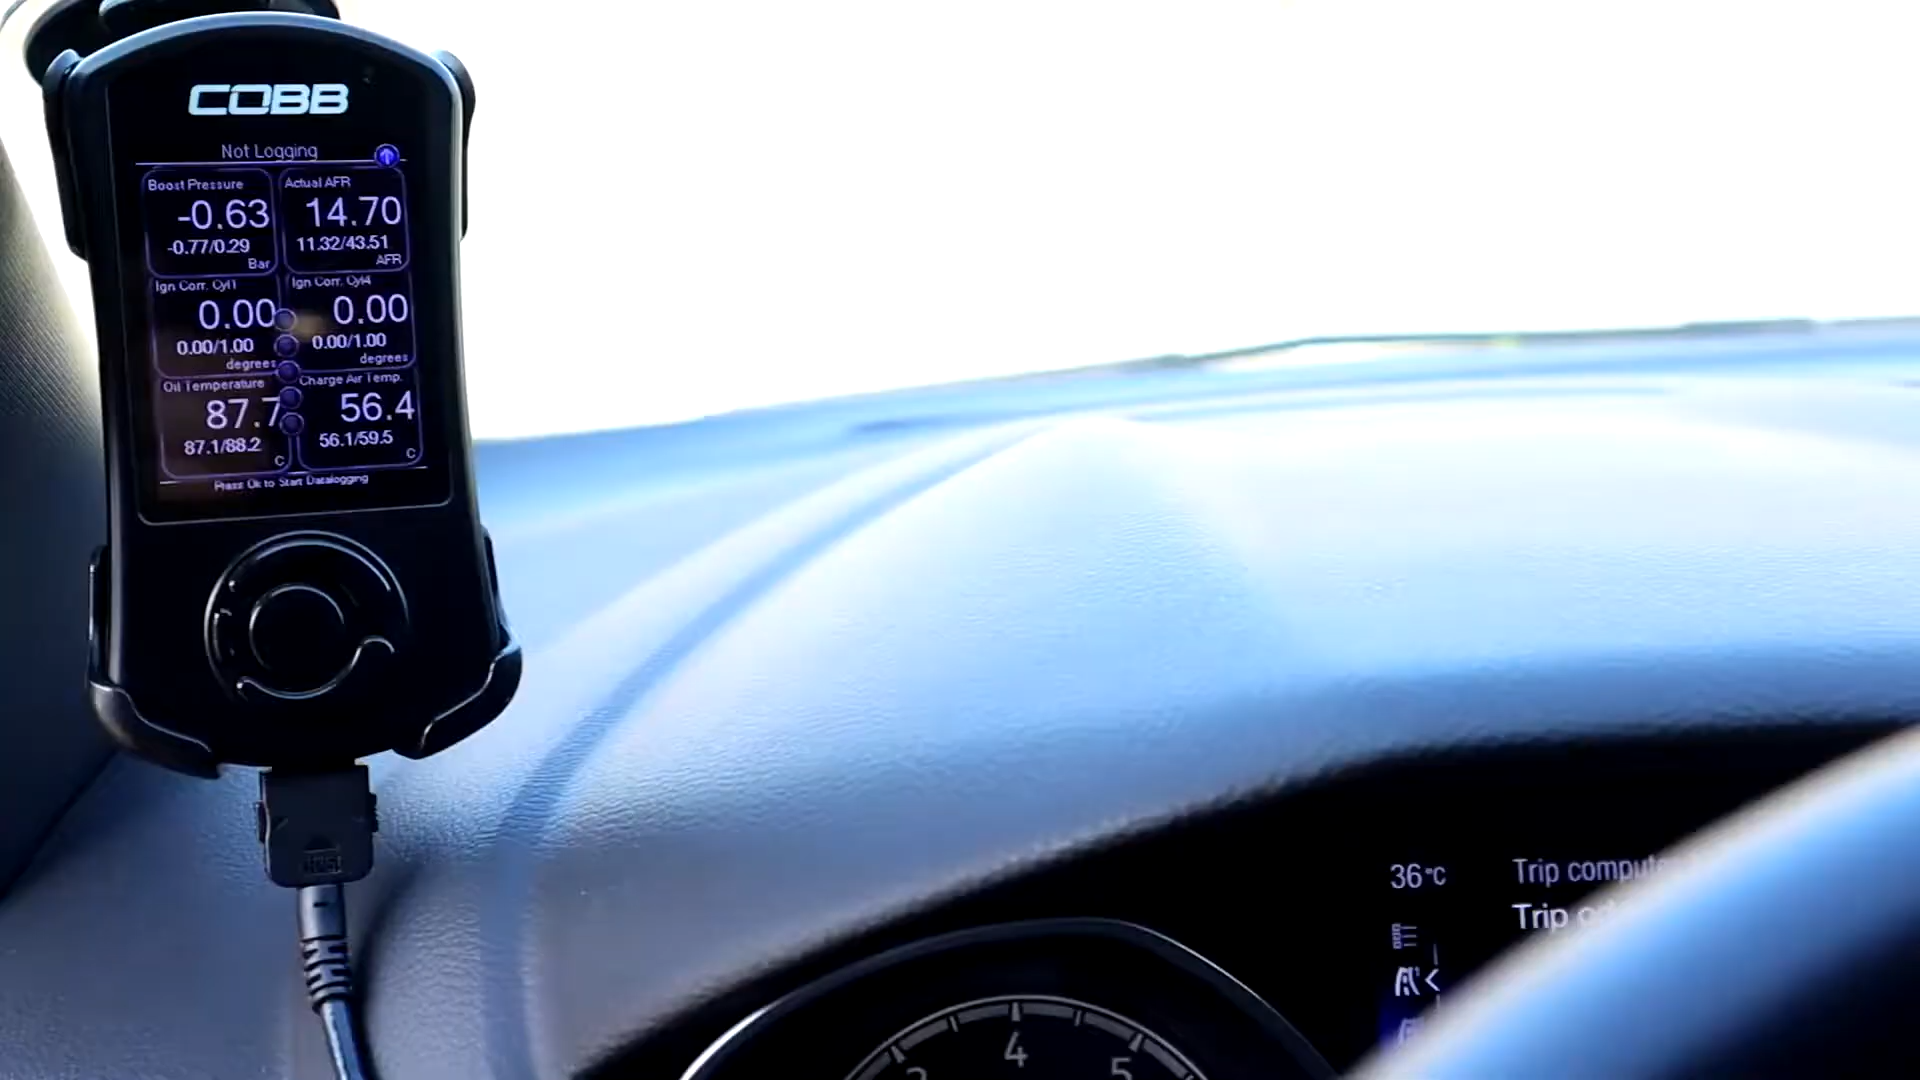 COBB
Not Logging
Boost Pressure
-0.63
-0.77/0.29
Bar
Actual AFR
14.70
11.32/43.51
AFR
Ign Corr. Cyl1
0.00
0.00/1.00
degrees
Ign Corr. Cyl4
0.00
0.00/1.00
degrees
Oil Temperature
87.7
87.1/88.2
C
Charge Air Temp.
56.4
56.1/59.5
C
Press Ok to Start Datalogging
36°C
Trip
Trip
4
5